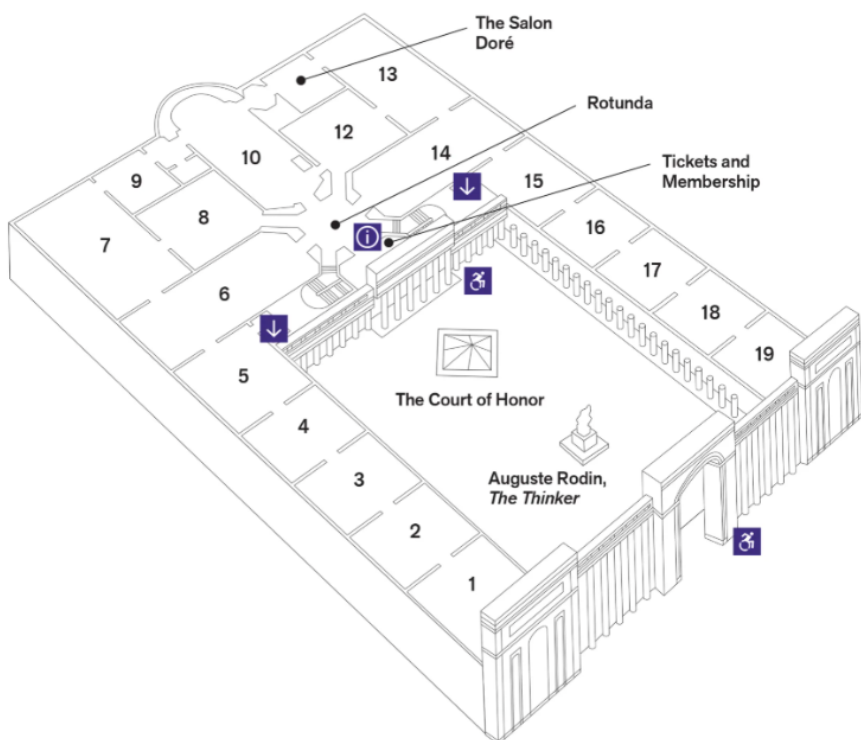 The Salon
Doré
13
Rotunda
12
10
14
Tickets and
Membership
9
15
8
16
7
i
17
6
18
19
5
The Court of Honor
4
Auguste Rodin,
The Thinker
3
2
1